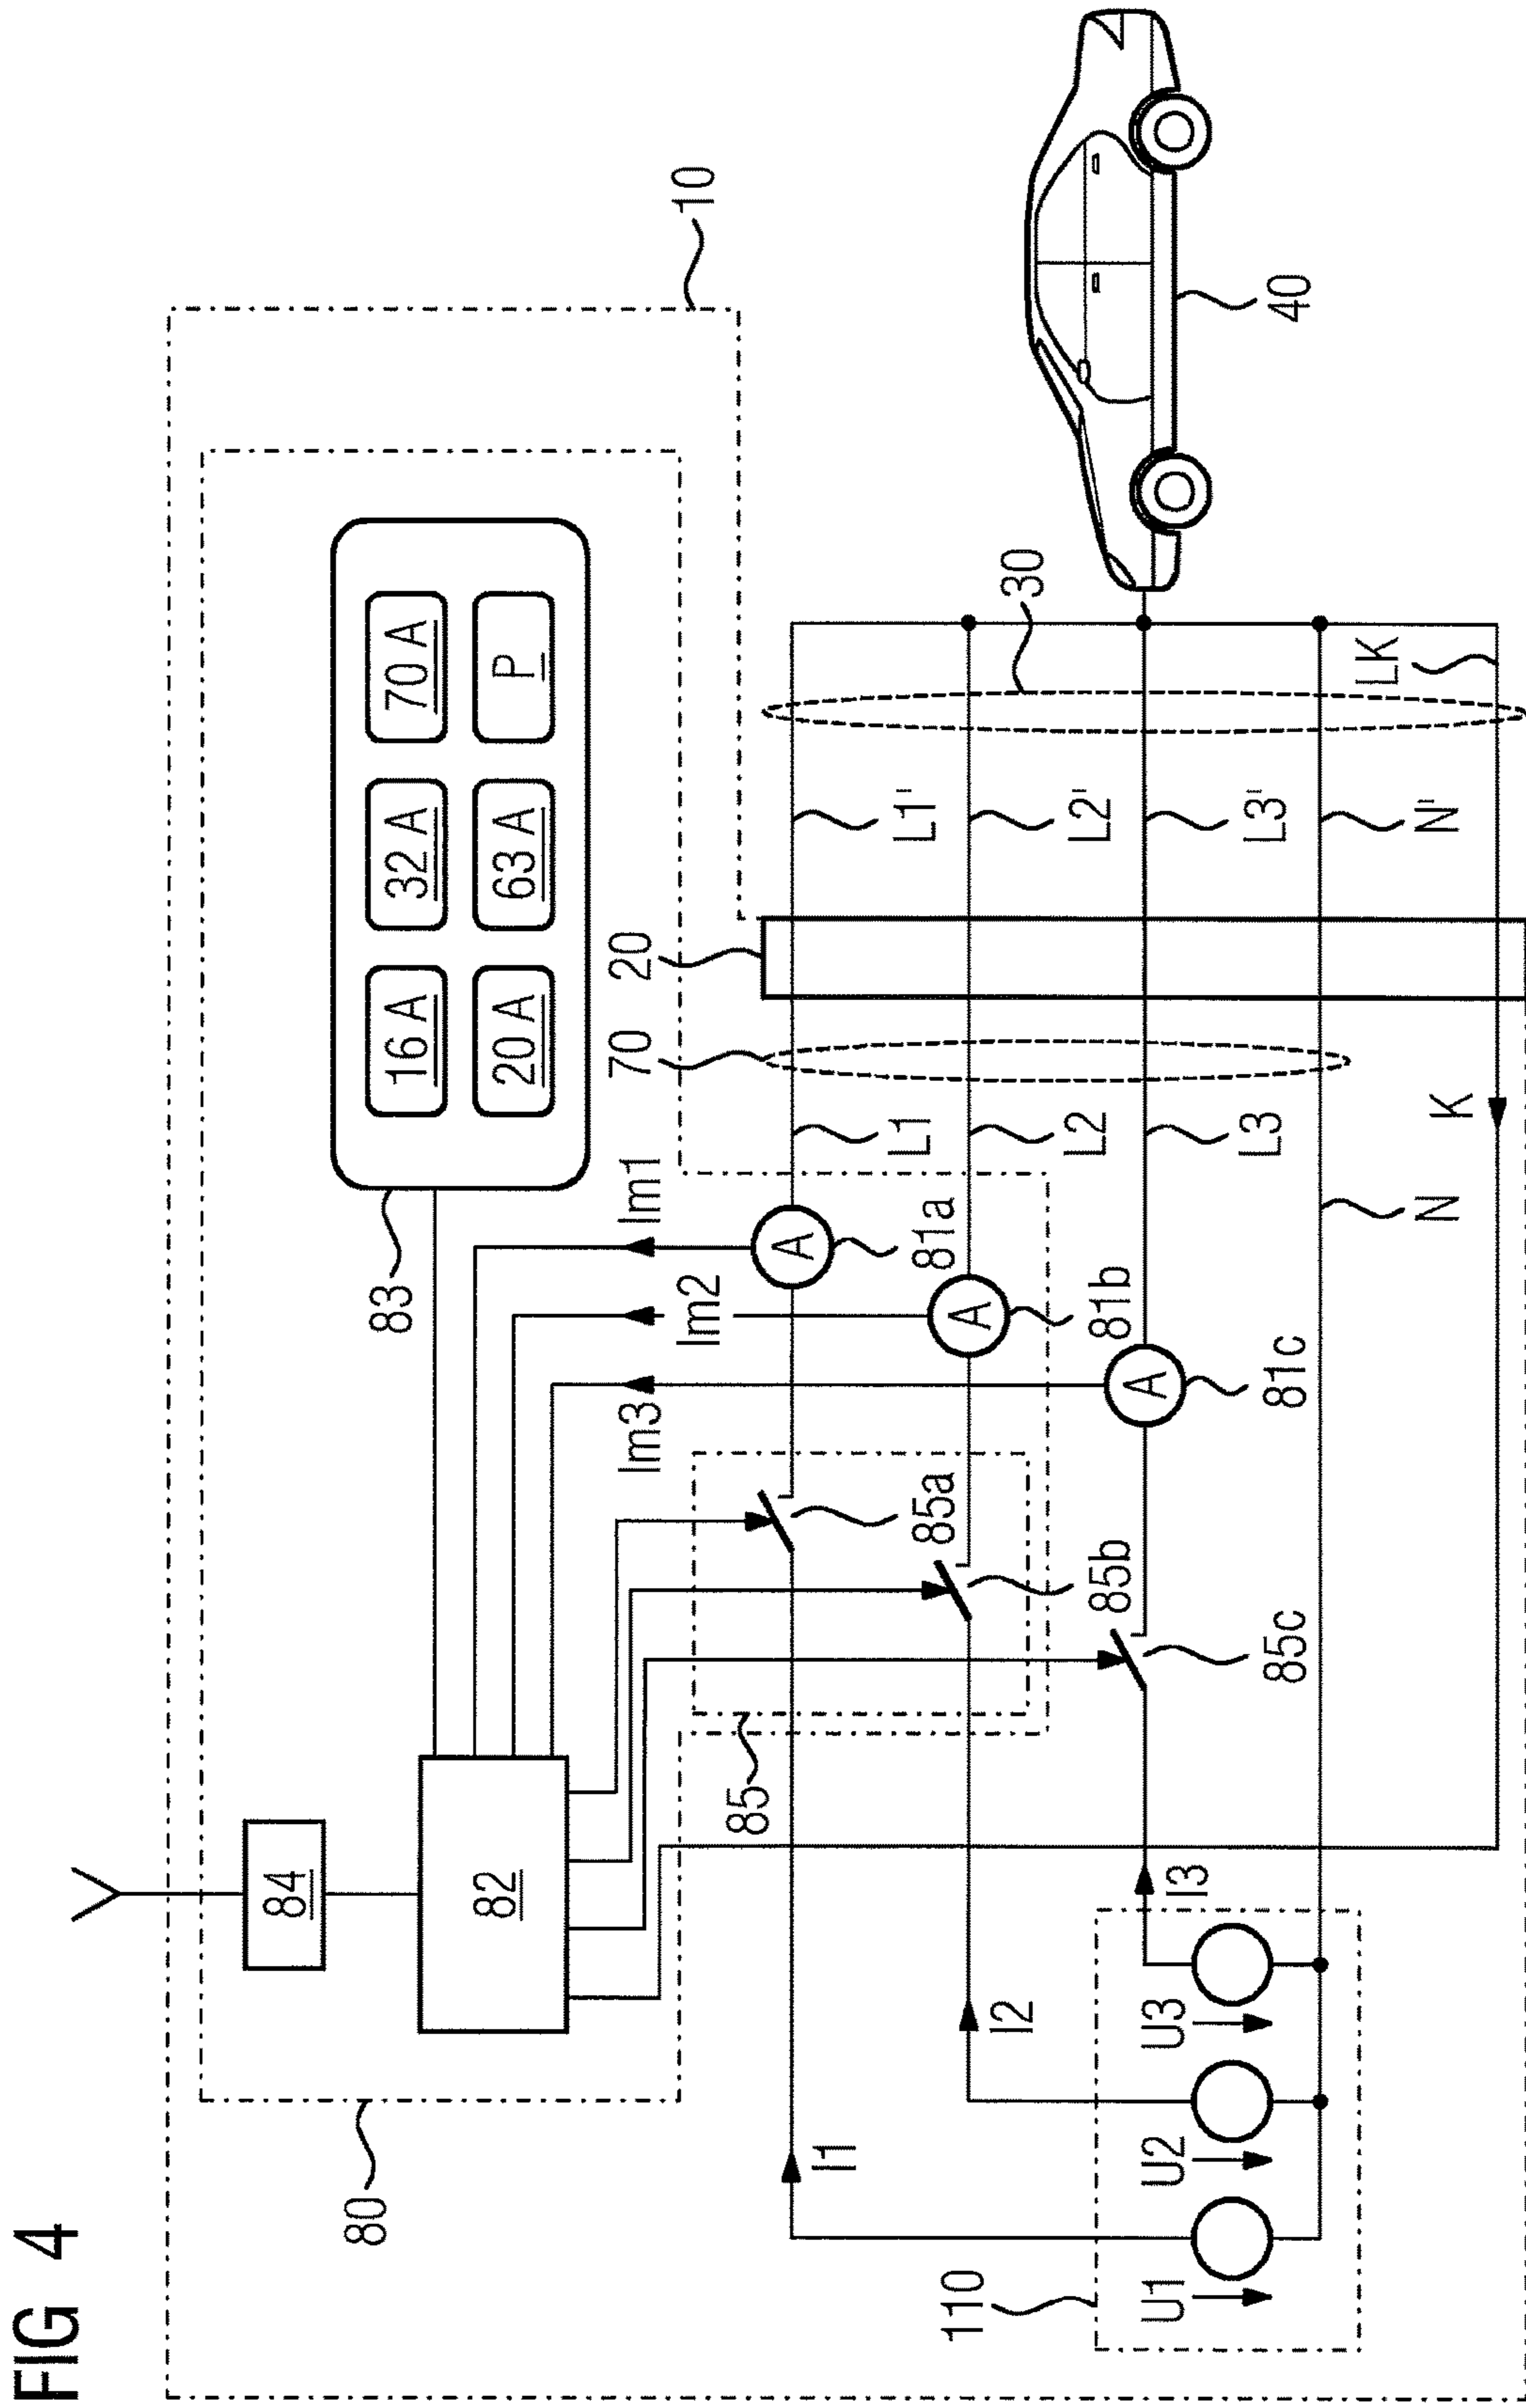 FIG 4
10
80
84
82
83
16 A
32 A
70 A
20 A
63 A
P
Im1
Im2
Im3
85
85a
85b
85c
81a
81b
81c
A
A
A
70
20
30
40
L1
L2
L3
N
K
L1'
L2'
L3'
N'
LK
I1
I2
I3
110
U1
U2
U3